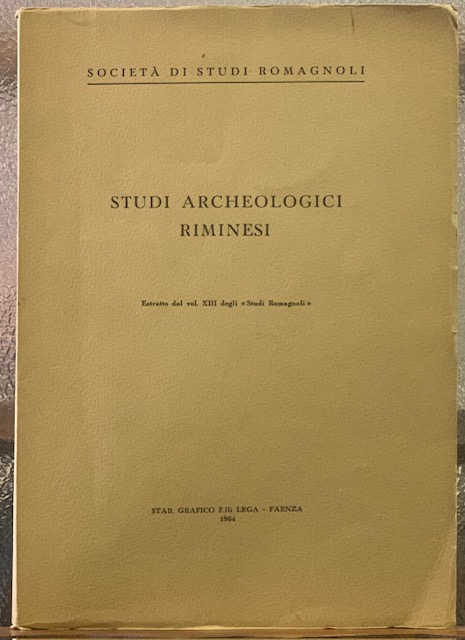 SOCIETÀ DI STUDI ROMAGNOLI
STUDI ARCHEOLOGICI
RIMINESI
Estratto dal vol. XIII degli «Studi Romagnoli»
STAB. GRAFICO F.lli LEGA - FAENZA
1964